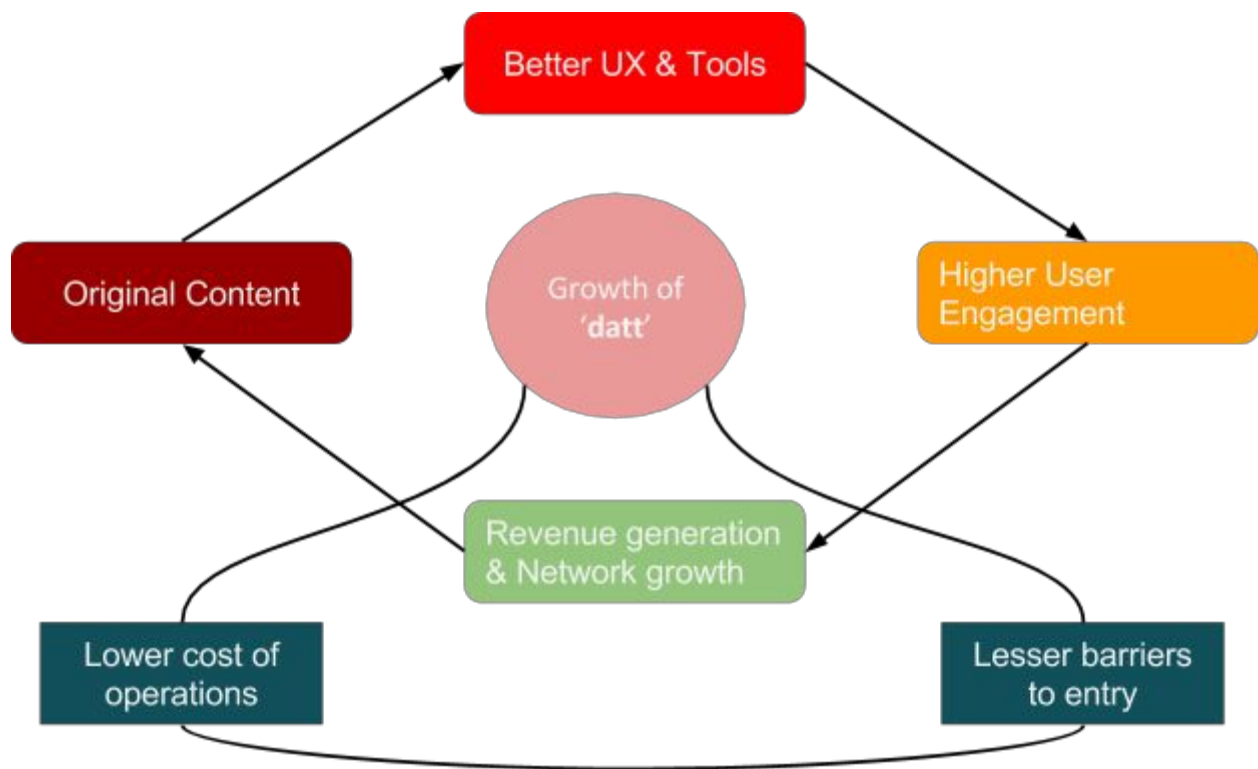 Better UX & Tools
Original Content
Growth of
‘datt’
Higher User
Engagement
Revenue generation
& Network growth
Lower cost of
operations
Lesser barriers
to entry